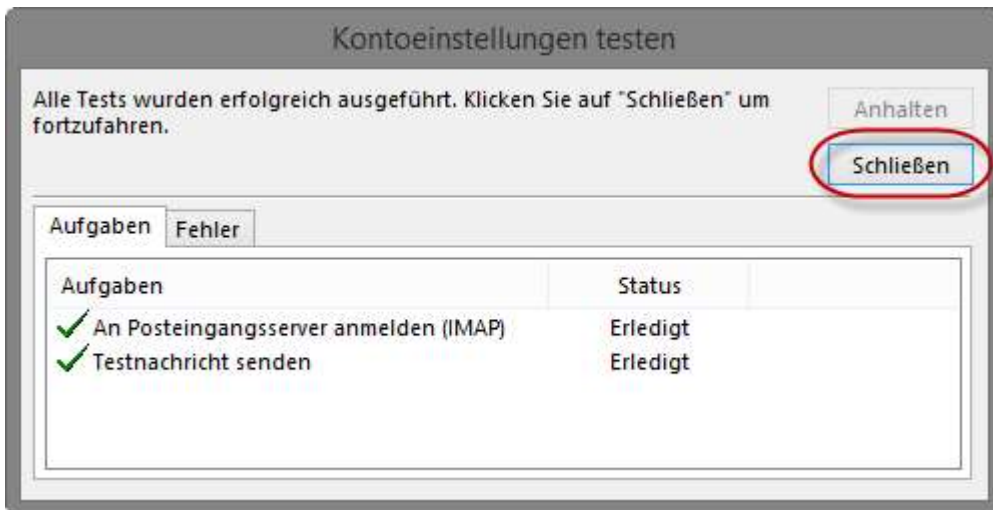 Kontoeinstellungen testen
Alle Tests wurden erfolgreich ausgeführt. Klicken Sie auf "Schließen" um
fortzufahren.
Anhalten
Schließen
Aufgaben Fehler
Aufgaben Status
An Posteingangsserver anmelden (IMAP) Erledigt
Testnachricht senden Erledigt